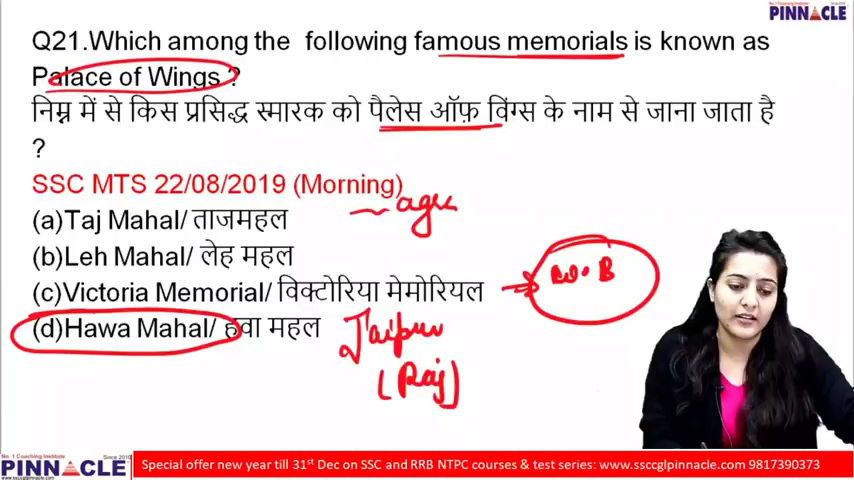 PINNACLE
Q21.Which among the following famous memorials is known as
Palace of Wings ?
निम्न में से किस प्रसिद्ध स्मारक को पैलेस ऑफ़ विंग्स के नाम से जाना जाता है
?
SSC MTS 22/08/2019 (Morning)
(a)Taj Mahal/ ताजमहल
agu
(b)Leh Mahal/ लेह महल
(c)Victoria Memorial/ विक्टोरिया मेमोरियल
W.B
(d)Hawa Mahal/ हवा महल
Jaipur
(Raj)
No. 1 Coaching Institute
Since 2010
PINNACLE
Special offer new year till 31st Dec on SSC and RRB NTPC courses & test series: www.ssccglpinnacle.com 9817390373